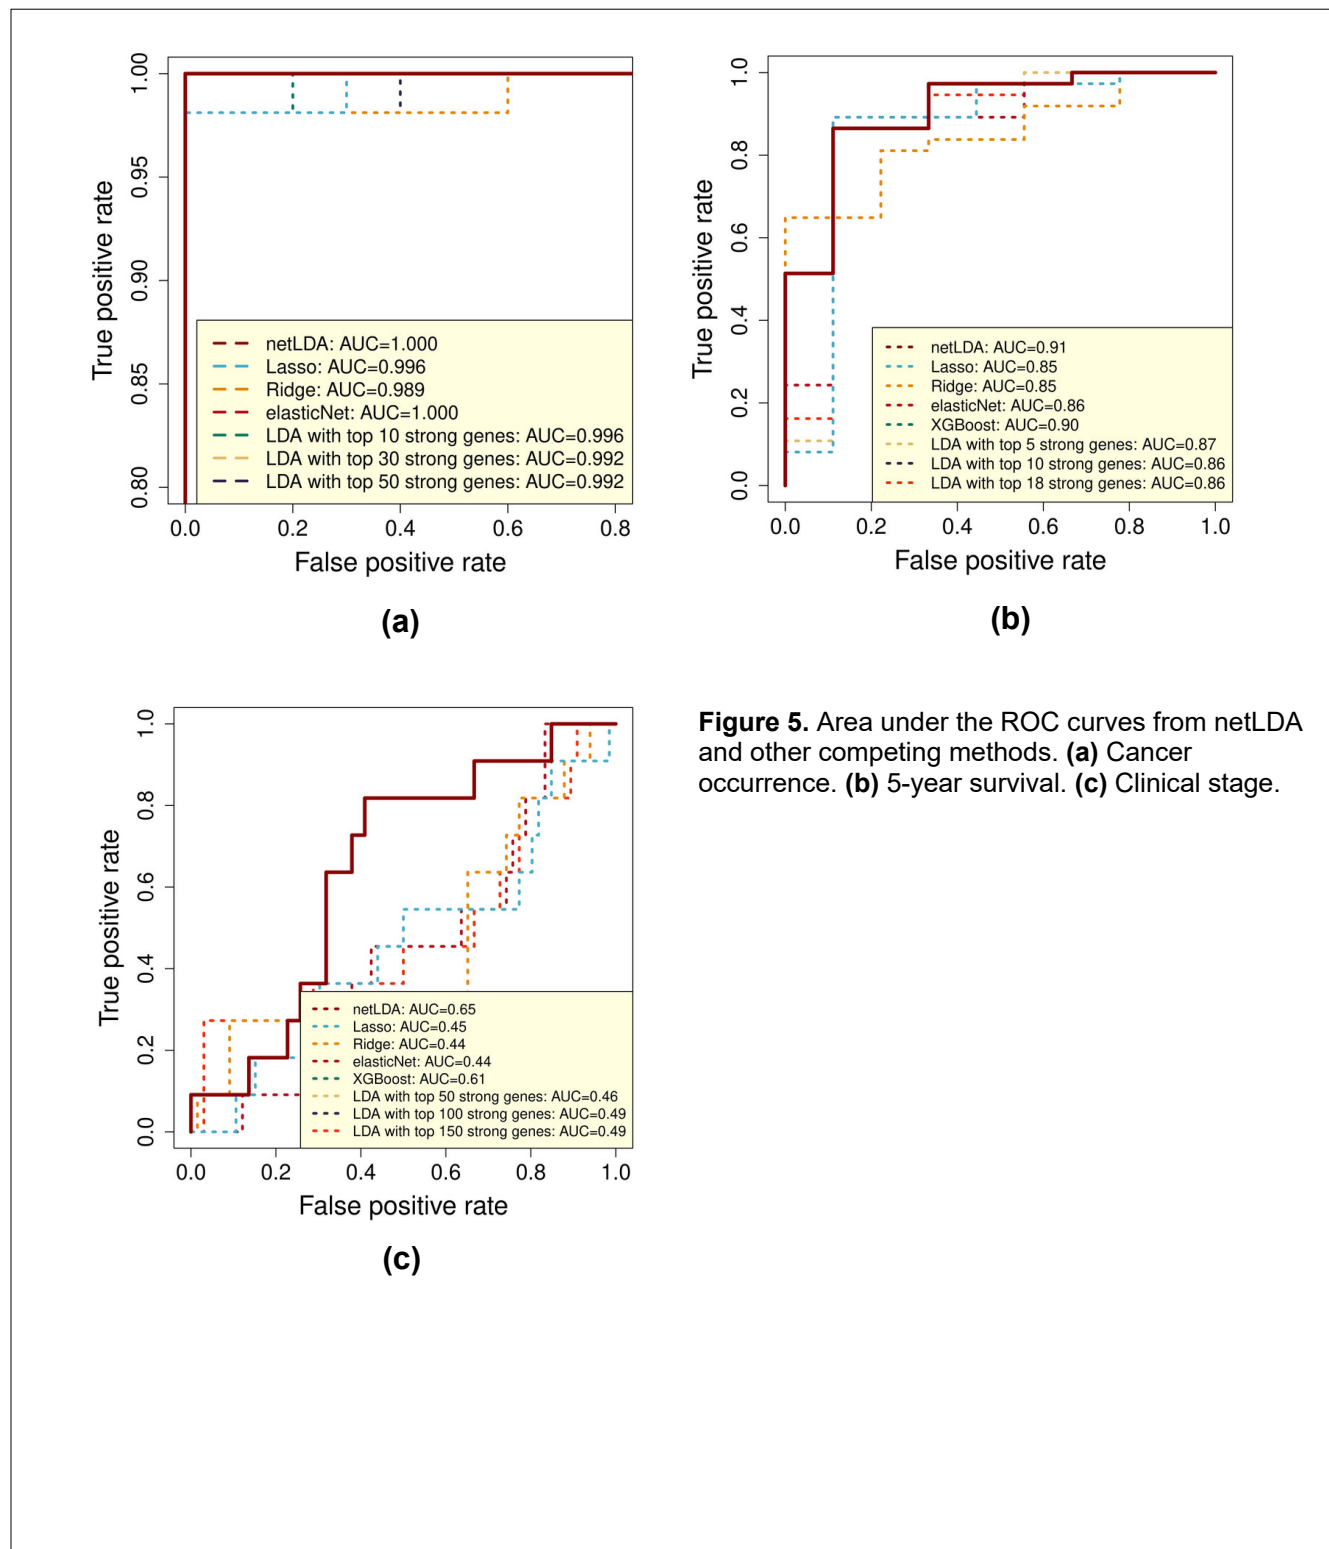 True positive rate
1.00
0.95
0.90
0.85
0.80
netLDA: AUC=1.000
Lasso: AUC=0.996
Ridge: AUC=0.989
elasticNet: AUC=1.000
LDA with top 10 strong genes: AUC=0.996
LDA with top 30 strong genes: AUC=0.992
LDA with top 50 strong genes: AUC=0.992
0.0 0.2 0.4 0.6 0.8
False positive rate
(a)
True positive rate
1.0
0.8
0.6
0.4
0.2
0.0
netLDA: AUC=0.91
Lasso: AUC=0.85
Ridge: AUC=0.85
elasticNet: AUC=0.86
XGBoost: AUC=0.90
LDA with top 5 strong genes: AUC=0.87
LDA with top 10 strong genes: AUC=0.86
LDA with top 18 strong genes: AUC=0.86
0.0 0.2 0.4 0.6 0.8 1.0
False positive rate
(b)
True positive rate
1.0
0.8
0.6
0.4
0.2
0.0
netLDA: AUC=0.65
Lasso: AUC=0.45
Ridge: AUC=0.44
elasticNet: AUC=0.44
XGBoost: AUC=0.61
LDA with top 50 strong genes: AUC=0.46
LDA with top 100 strong genes: AUC=0.49
LDA with top 150 strong genes: AUC=0.49
0.0 0.2 0.4 0.6 0.8 1.0
False positive rate
(c)
Figure 5. Area under the ROC curves from netLDA
and other competing methods. (a) Cancer
occurrence. (b) 5-year survival. (c) Clinical stage.